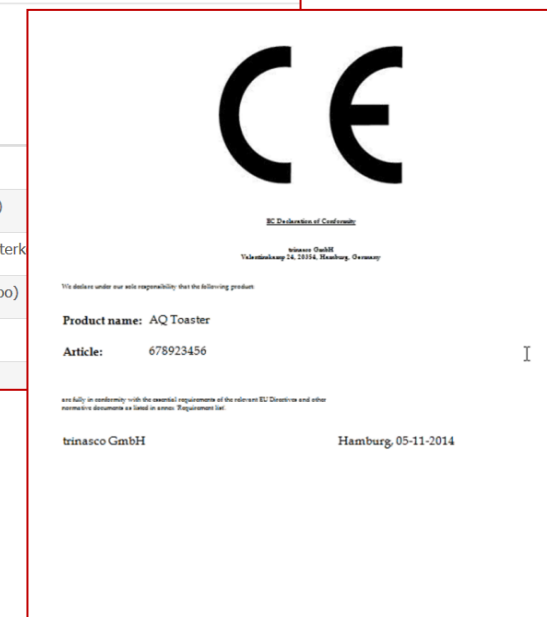 CE
EC Declaration of Conformity
trinasco GmbH
Valentinskamp 24, 20354, Hamburg, Germany
We declare under our sole responsibility that the following product:
Product name: AQ Toaster
Article: 678923456
)
terk
oo)
are fully in conformity with the essential requirements of the relevant EU Directives and other
normative documents as listed in annex: Requirement list.
trinasco GmbH Hamburg, 05-11-2014